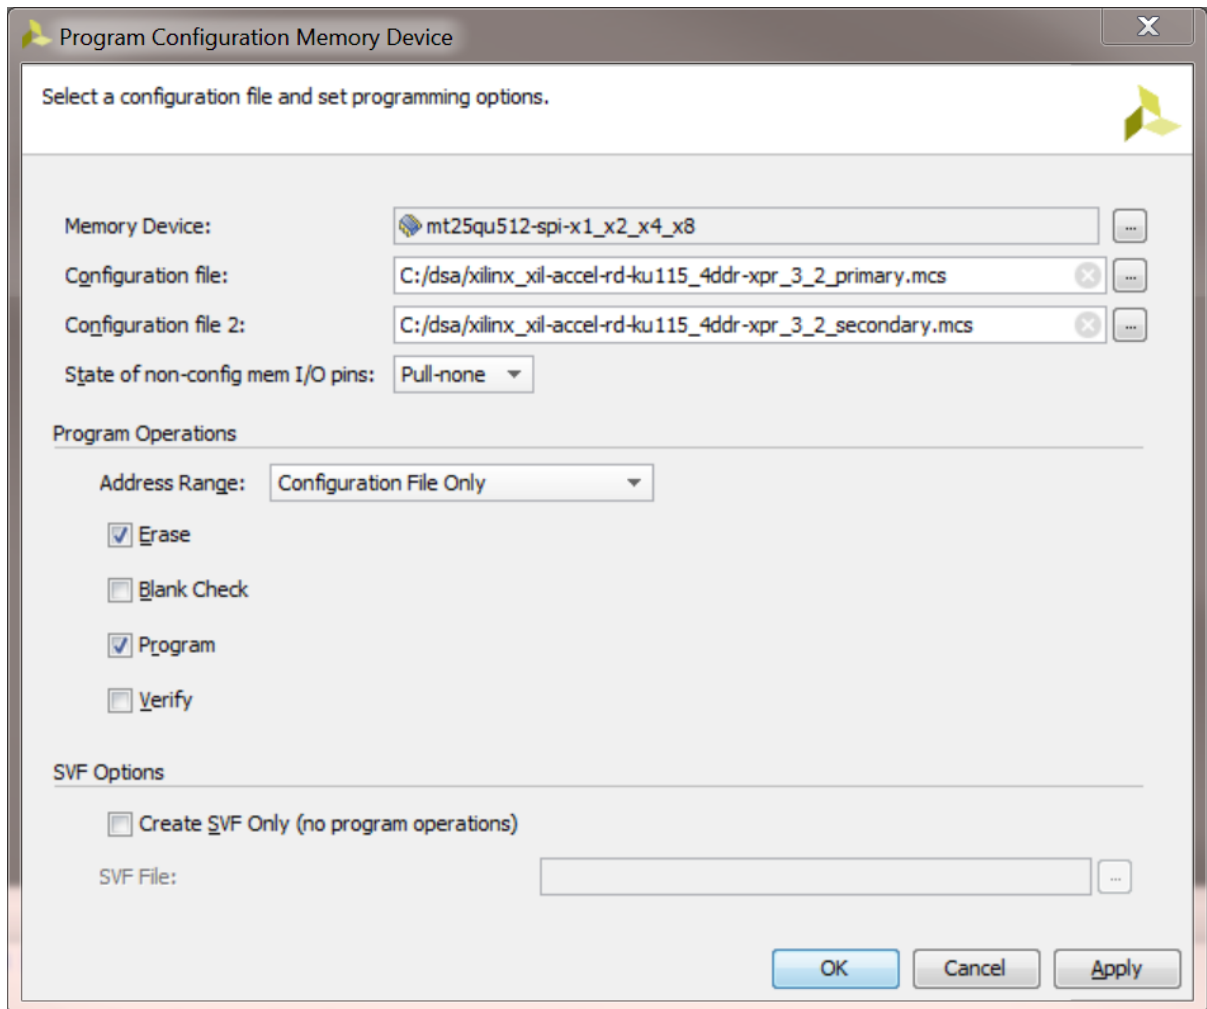 Program Configuration Memory Device
X
Select a configuration file and set programming options.
Memory Device: mt25qu512-spi-x1_x2_x4_x8 ...
Configuration file: C:/dsa/xilinx_xil-accel-rd-ku115_4ddr-xpr_3_2_primary.mcs ...
Configuration file 2: C:/dsa/xilinx_xil-accel-rd-ku115_4ddr-xpr_3_2_secondary.mcs ...
State of non-config mem I/O pins: Pull-none
Program Operations
Address Range: Configuration File Only
Erase
Blank Check
Program
Verify
SVF Options
Create SVF Only (no program operations)
SVF File: ...
OK Cancel Apply